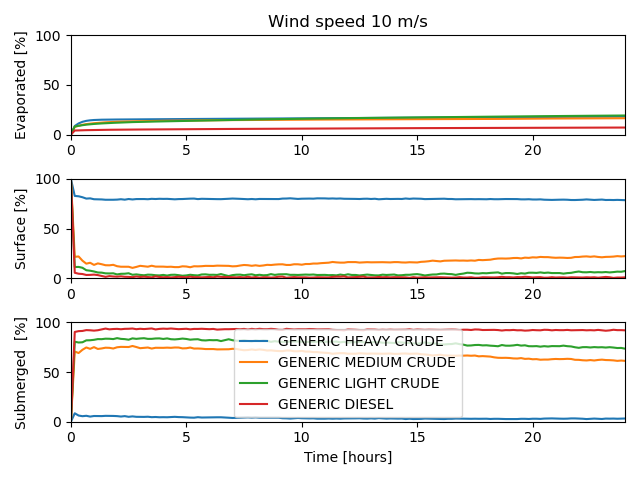 Wind speed 10 m/s
Evaporated [%]
100
50
0
0 5 10 15 20
Surface [%]
100
50
0
0 5 10 15 20
Submerged [%]
100
50
0
GENERIC HEAVY CRUDE
GENERIC MEDIUM CRUDE
GENERIC LIGHT CRUDE
GENERIC DIESEL
0 5 10 15 20
Time [hours]